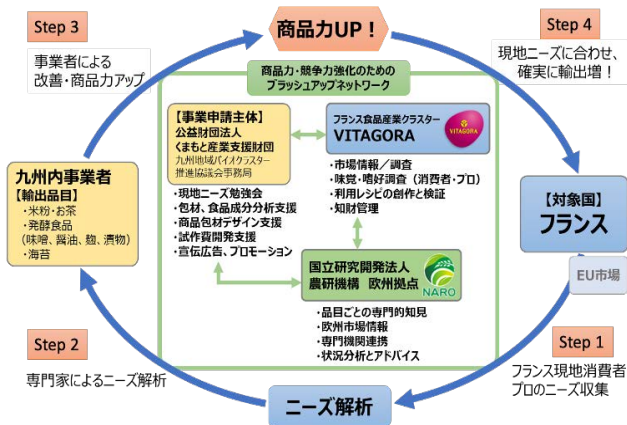 Step 3
事業者による
改善・商品力アップ
商品力UP！
Step 4
現地ニーズに合わせ、
確実に輸出増！
商品力・競争力強化のための
ブラッシュアップネットワーク
【事業申請主体】
公益財団法人
くまもと産業支援財団
九州地域バイオクラスター
推進協議会事務局
・現地ニーズ勉強会
・包材、食品成分分析支援
・商品包材デザイン支援
・試作費開発支援
・宣伝広告、プロモーション
フランス食品産業クラスター
VITAGORA
VITAGORA
・市場情報／調査
・味覚・嗜好調査（消費者・プロ）
・利用レシピの創作と検証
・知財管理
国立研究開発法人
農研機構 欧州拠点
NARO
・品目ごとの専門的知見
・欧州市場情報
・専門機関連携
・状況分析とアドバイス
九州内事業者
【輸出品目】
・米粉・お茶
・発酵食品
（味噌、醤油、麹、漬物）
・海苔
【対象国】
フランス
EU市場
Step 2
専門家によるニーズ解析
ニーズ解析
Step 1
フランス現地消費者
プロのニーズ収集